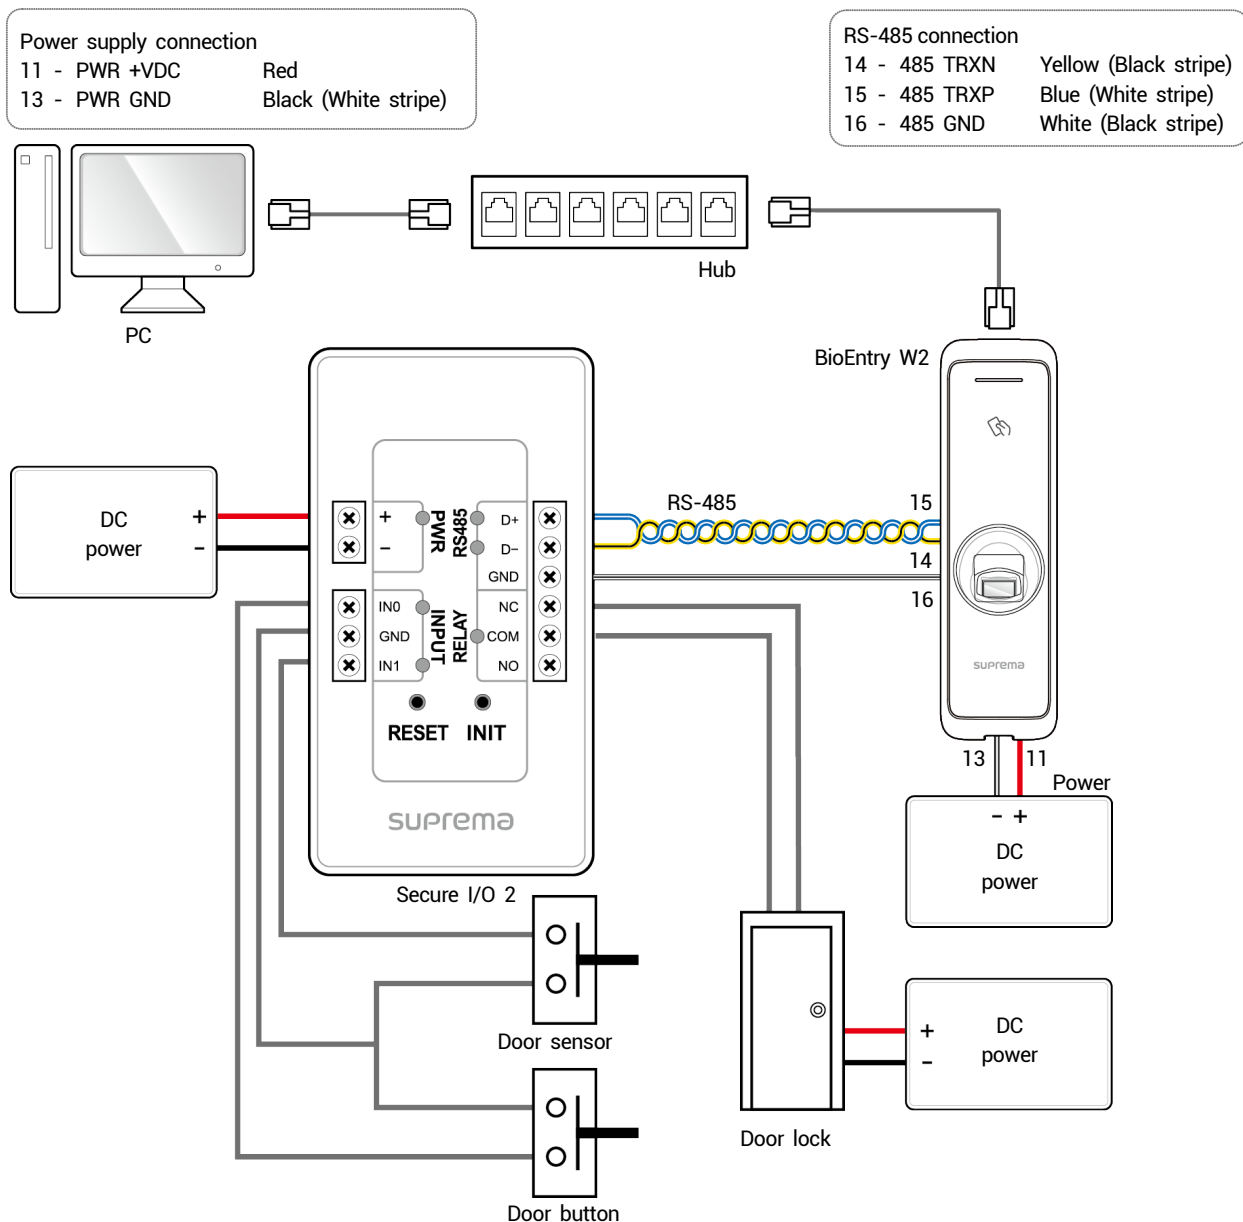 Power supply connection
11 - PWR +VDC Red
13 - PWR GND Black (White stripe)
RS-485 connection
14 - 485 TRXN Yellow (Black stripe)
15 - 485 TRXP Blue (White stripe)
16 - 485 GND White (Black stripe)
PC
Hub
BioEntry W2
DC
power
+
-
+
-
PWR
RS485
D+
D-
GND
RS-485
15
14
16
IN0
GND
IN1
INPUT
RELAY
NC
COM
NO
RESET INIT
suprema
Secure I/O 2
suprema
13 11
Power
- +
DC
power
Door sensor
Door button
Door lock
+
-
DC
power